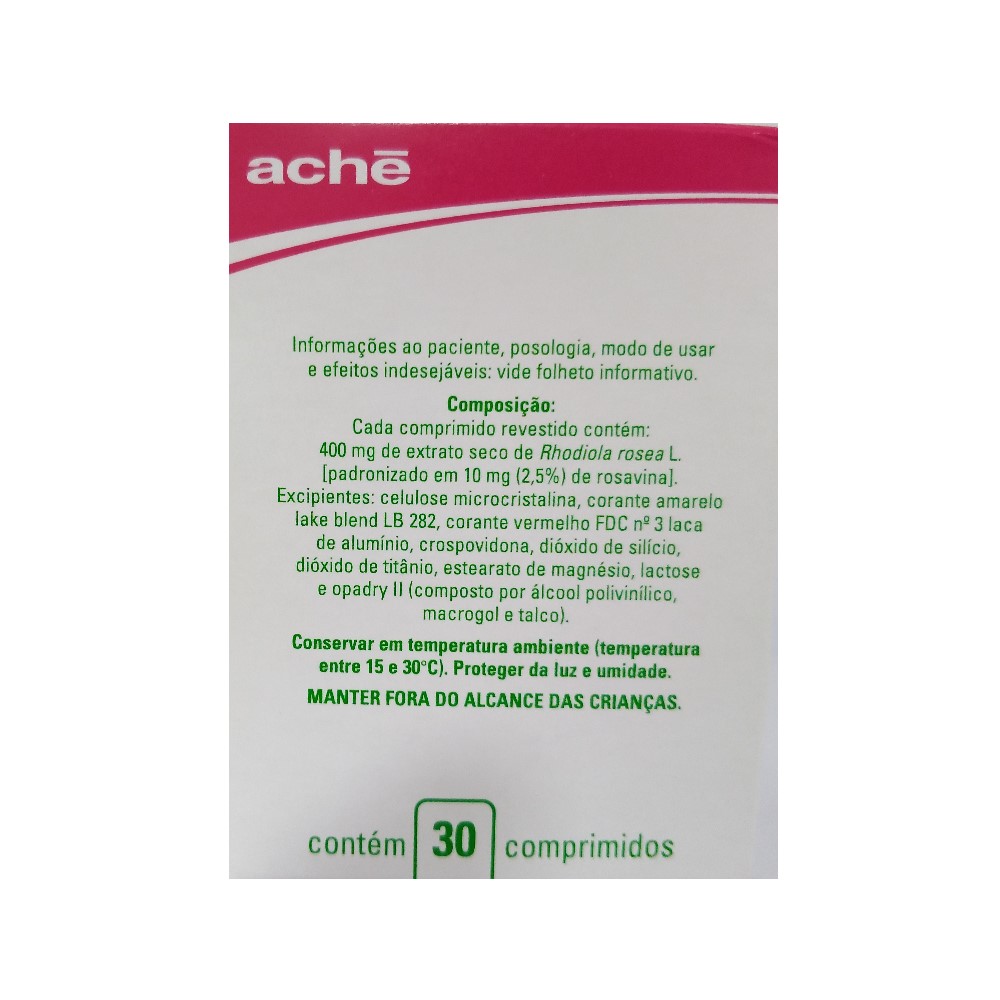 achē
Informações ao paciente, posologia, modo de usar
e efeitos indesejáveis: vide folheto informativo.
Composição:
Cada comprimido revestido contém:
400 mg de extrato seco de Rhodiola rosea L.
[padronizado em 10 mg (2,5%) de rosavina].
Excipientes: celulose microcristalina, corante amarelo
lake blend LB 282, corante vermelho FDC nº 3 laca
de alumínio, crospovidona, dióxido de silício,
dióxido de titânio, estearato de magnésio, lactose
e opadry II (composto por álcool polivinílico,
macrogol e talco).
Conservar em temperatura ambiente (temperatura
entre 15 e 30°C). Proteger da luz e umidade.
MANTER FORA DO ALCANCE DAS CRIANÇAS.
contém 30 comprimidos